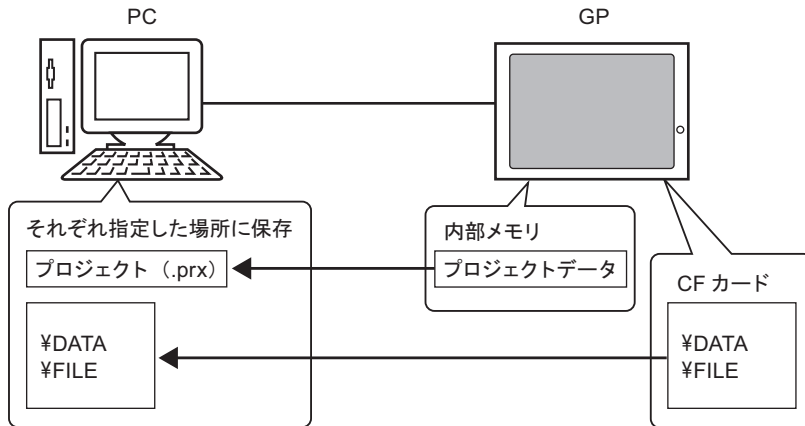 PC
GP
それぞれ指定した場所に保存
プロジェクト（.prx）
内部メモリ
プロジェクトデータ
CF カード
¥DATA
¥FILE
¥DATA
¥FILE